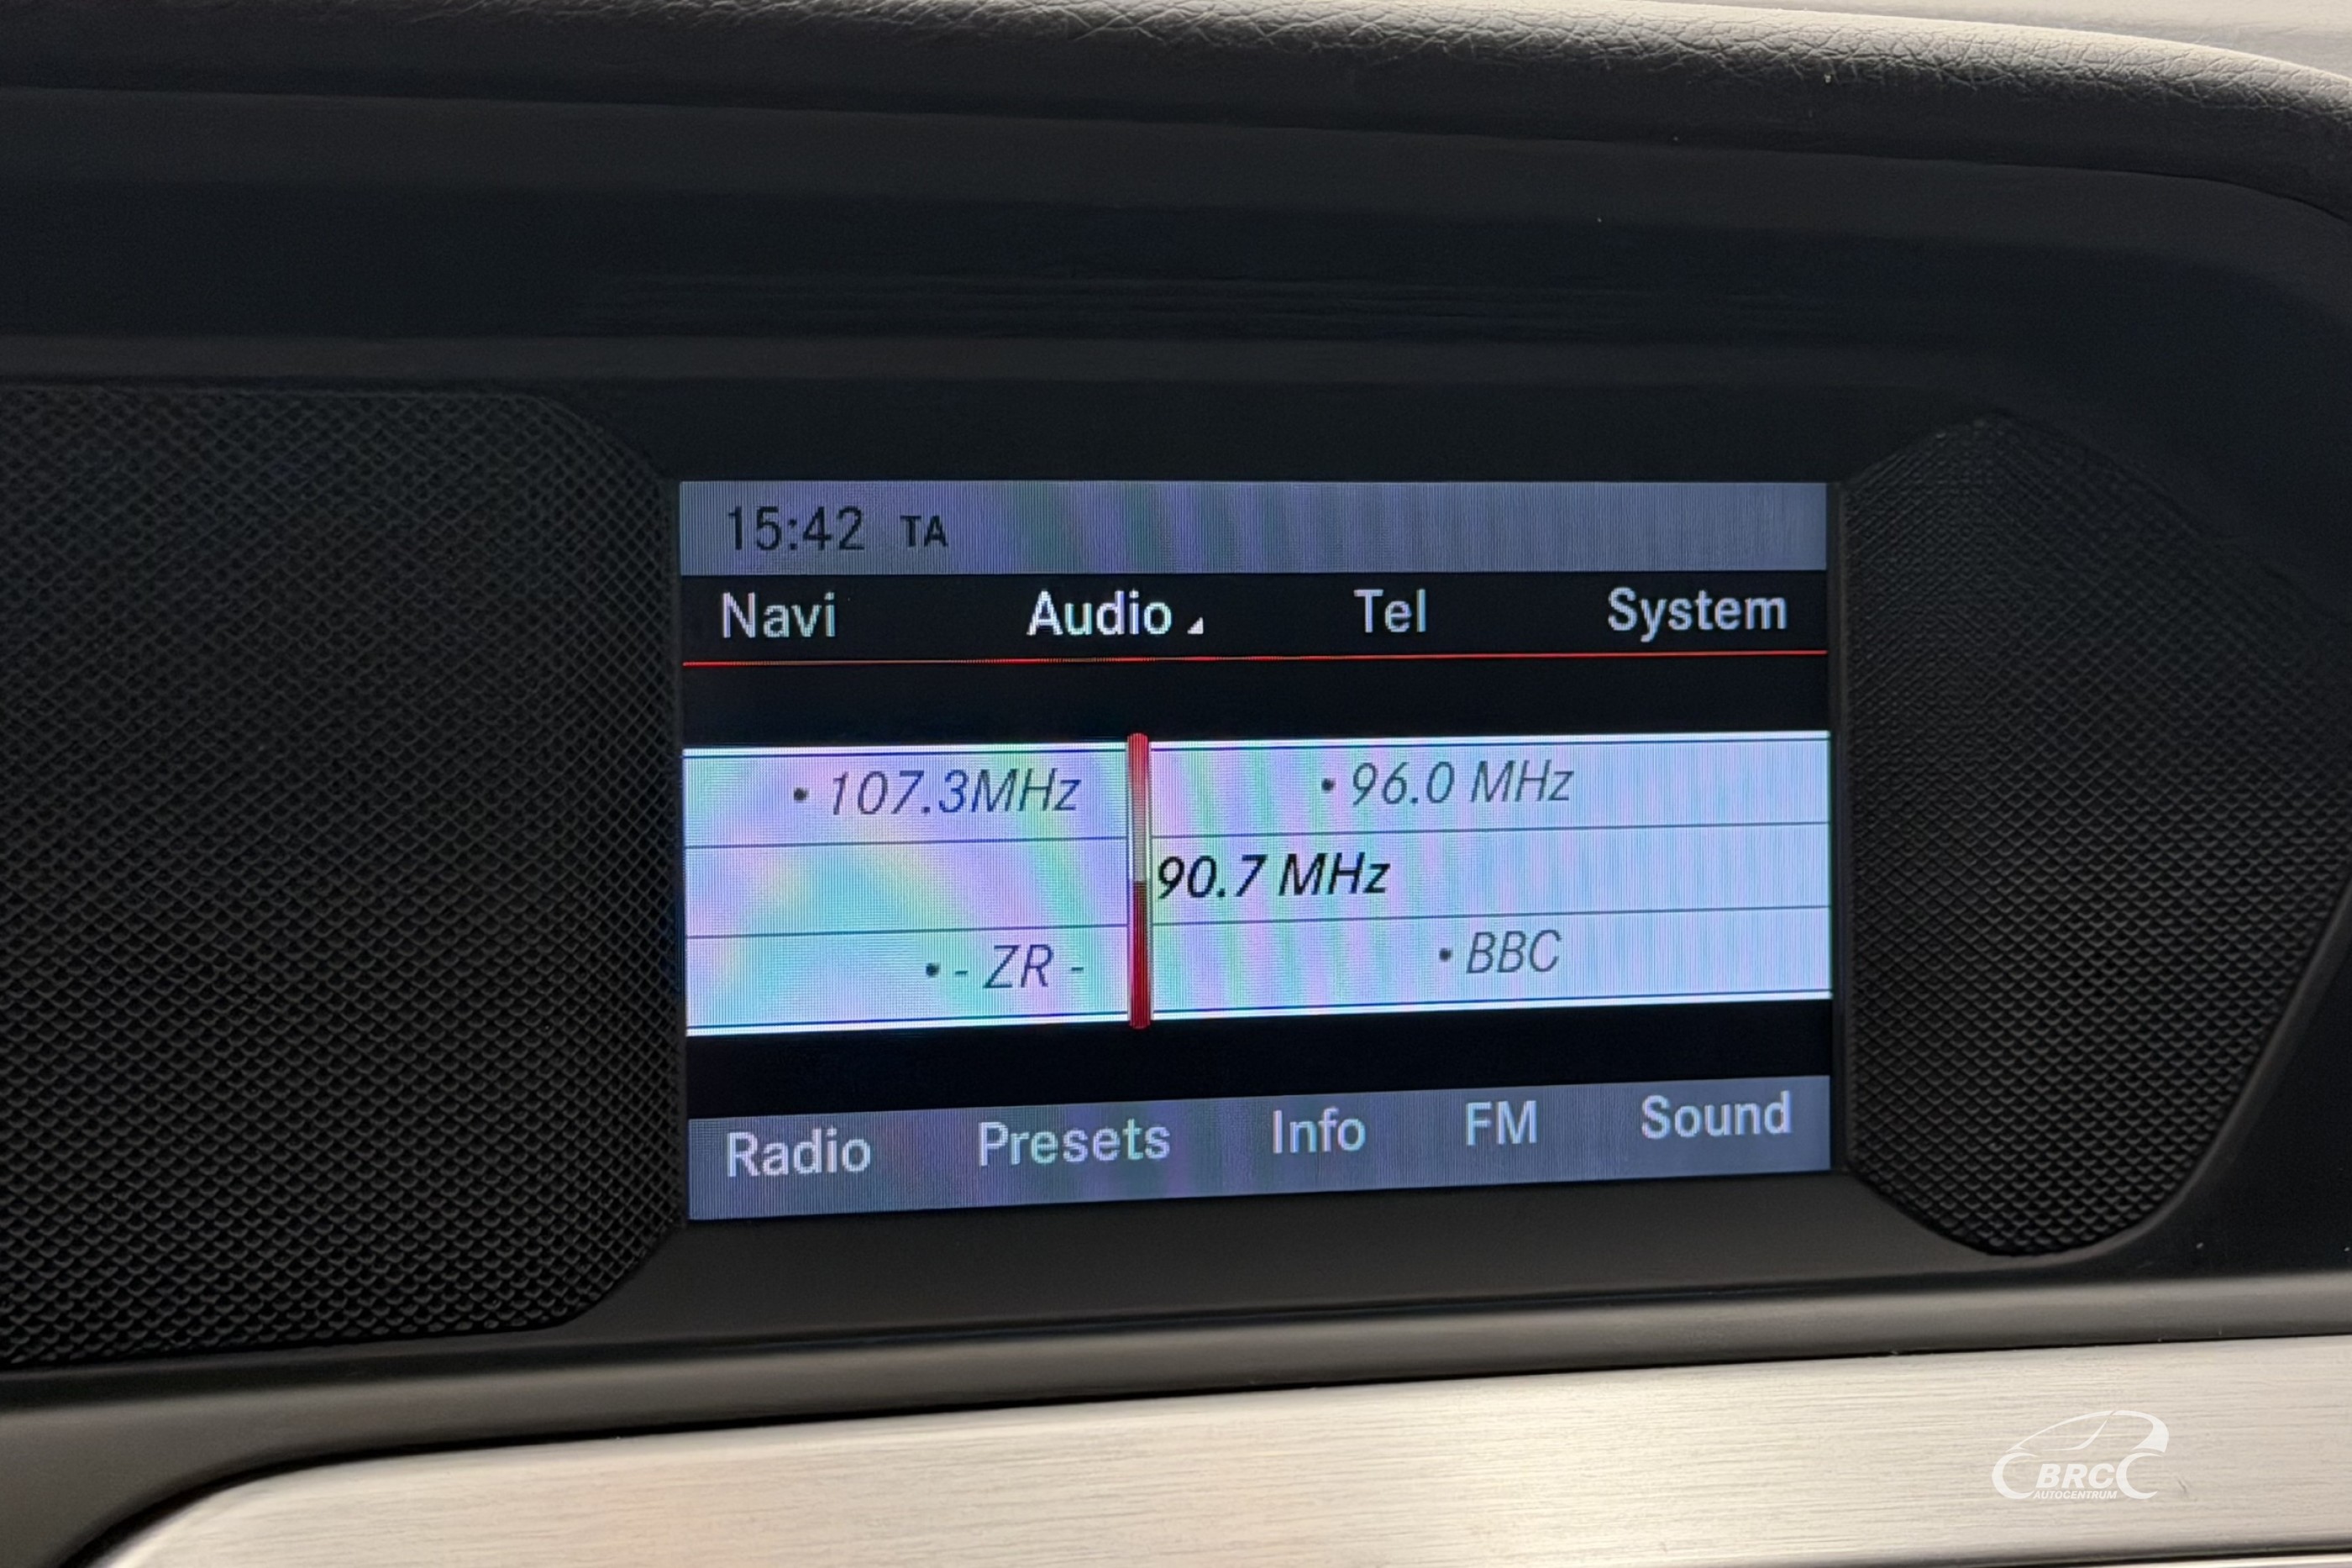 15:42 TA
Navi Audio Tel System
• 107.3MHz • 96.0 MHz
90.7 MHz
• - ZR - • BBC
Radio Presets Info FM Sound
BRC
AUTOCENTRUM